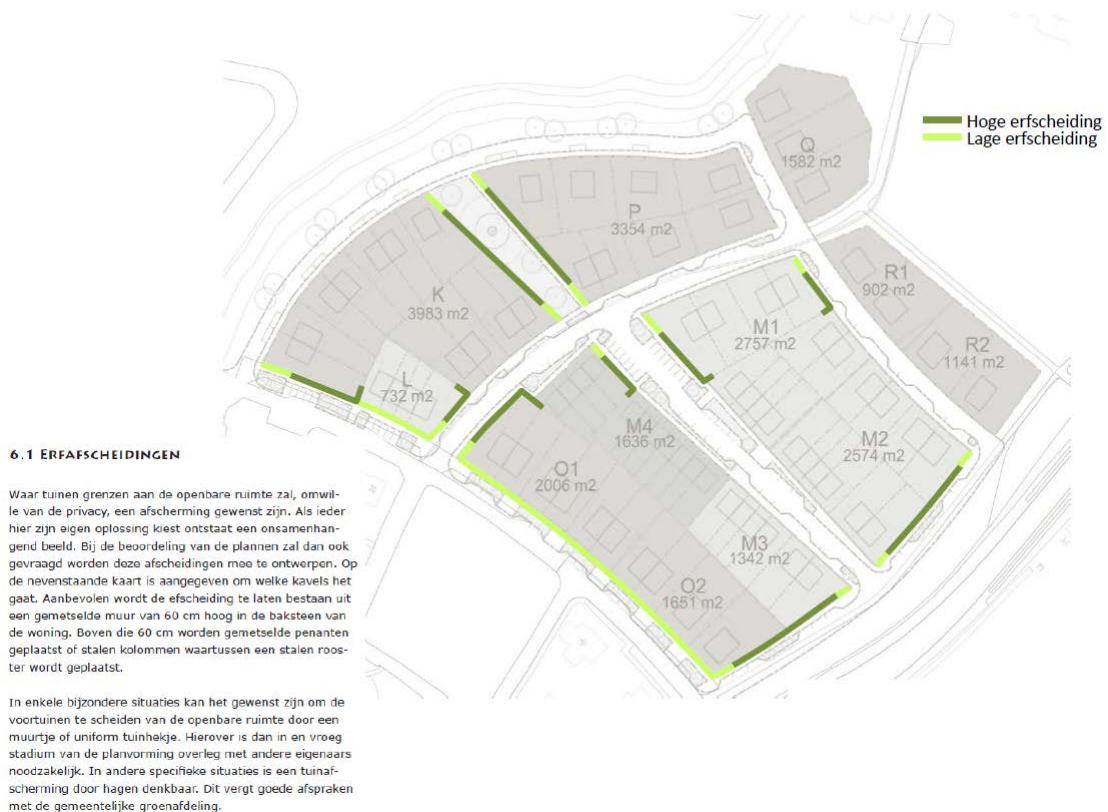 Hoge erfscheiding
Lage erfscheiding
Q
1582 m2
P
3354 m2
K
3983 m2
R1
902 m2
M1
2757 m2
R2
1141 m2
L
732 m2
M4
1636 m2
M2
2574 m2
O1
2006 m2
M3
1342 m2
O2
1651 m2
6.1 ERFAFSCHEIDINGEN
Waar tuinen grenzen aan de openbare ruimte zal, omwil-
le van de privacy, een afscherming gewenst zijn. Als ieder
hier zijn eigen oplossing kiest ontstaat een onsamenhan-
gend beeld. Bij de beoordeling van de plannen zal dan ook
gevraagd worden deze afscheidingen mee te ontwerpen. Op
de nevenstaande kaart is aangegeven om welke kavels het
gaat. Aanbevolen wordt de efscheiding te laten bestaan uit
een gemetselde muur van 60 cm hoog in de baksteen van
de woning. Boven die 60 cm worden gemetselde penanten
geplaatst of stalen kolommen waartussen een stalen roos-
ter wordt geplaatst.
In enkele bijzondere situaties kan het gewenst zijn om de
voortuinen te scheiden van de openbare ruimte door een
muurtje of uniform tuinhekje. Hierover is dan in en vroeg
stadium van de planvorming overleg met andere eigenaars
noodzakelijk. In andere specifieke situaties is een tuinaf-
scherming door hagen denkbaar. Dit vergt goede afspraken
met de gemeentelijke groenafdeling.